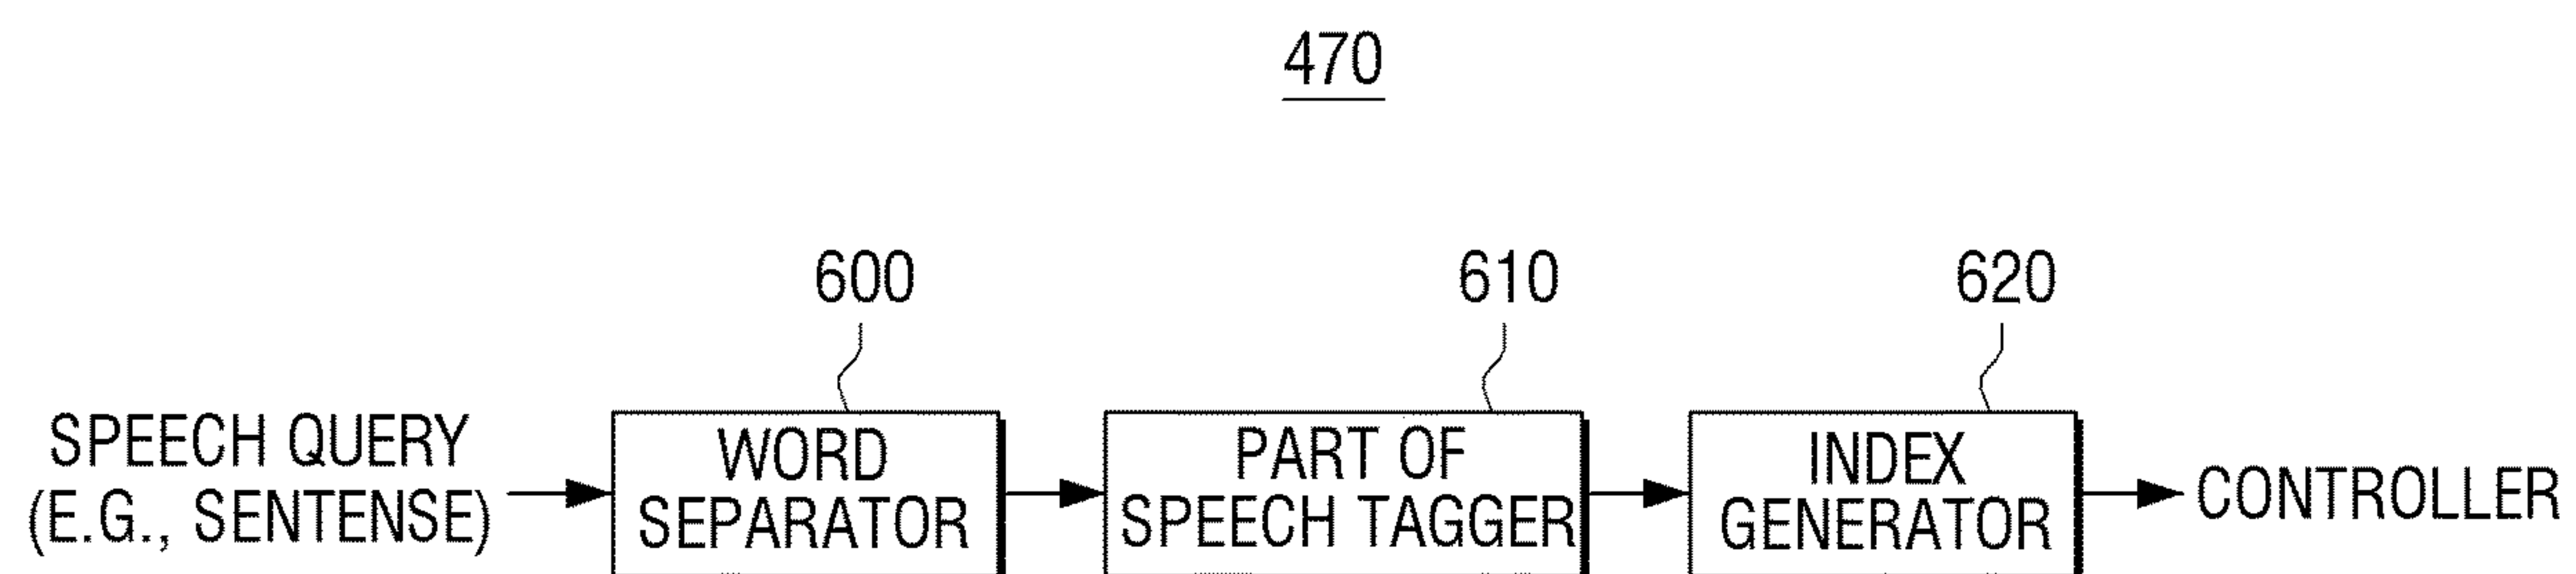 470
600
610
620
SPEECH QUERY
(E.G., SENTENSE)
WORD
SEPARATOR
PART OF
SPEECH TAGGER
INDEX
GENERATOR
CONTROLLER